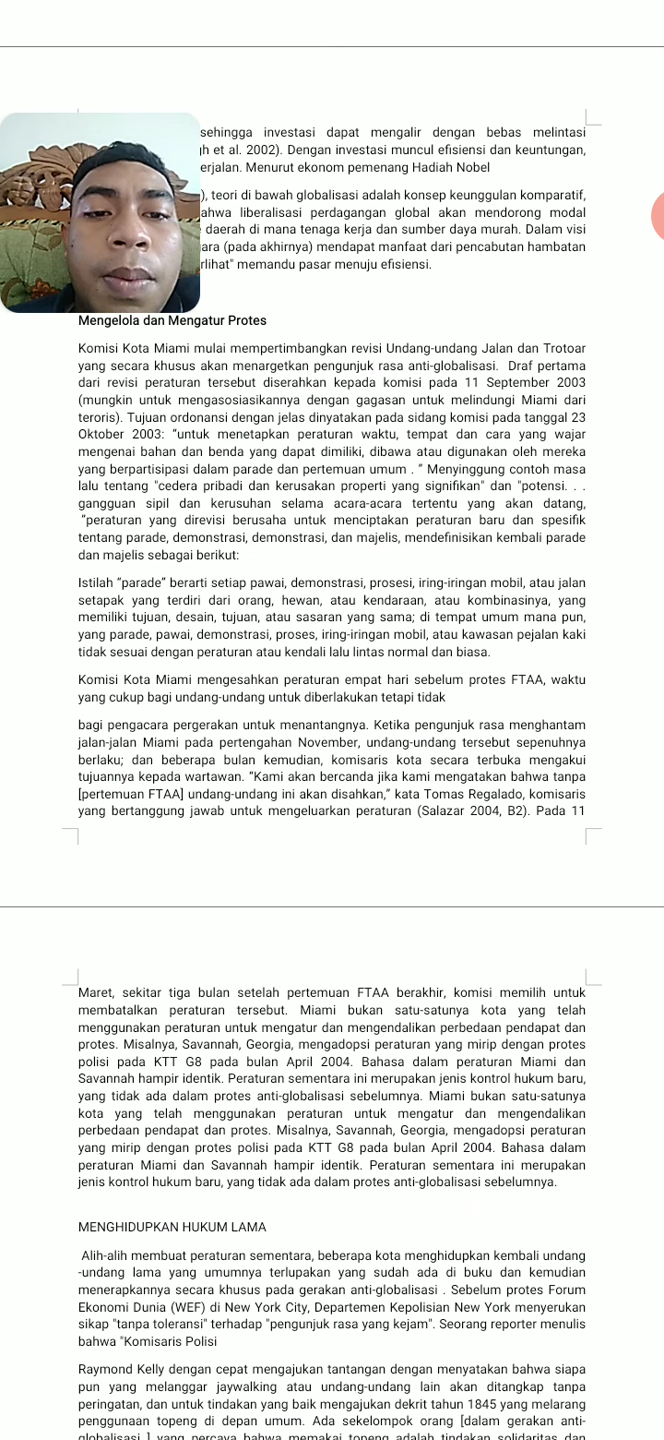 sehingga investasi dapat mengalir dengan bebas melintasi
et al. 2002). Dengan investasi muncul efisiensi dan keuntungan,
erjalan. Menurut ekonom pemenang Hadiah Nobel
), teori di bawah globalisasi adalah konsep keunggulan komparatif,
ahwa liberalisasi perdagangan global akan mendorong modal
daerah di mana tenaga kerja dan sumber daya murah. Dalam visi
ara (pada akhirnya) mendapat manfaat dari pencabutan hambatan
rlihat" memandu pasar menuju efisiensi.
Mengelola dan Mengatur Protes
Komisi Kota Miami mulai mempertimbangkan revisi Undang-undang Jalan dan Trotoar
yang secara khusus akan menargetkan pengunjuk rasa anti-globalisasi. Draf pertama
dari revisi peraturan tersebut diserahkan kepada komisi pada 11 September 2003
(mungkin untuk mengasosiasikannya dengan gagasan untuk melindungi Miami dari
teroris). Tujuan ordonansi dengan jelas dinyatakan pada sidang komisi pada tanggal 23
Oktober 2003: “untuk menetapkan peraturan waktu, tempat dan cara yang wajar
mengenai bahan dan benda yang dapat dimiliki, dibawa atau digunakan oleh mereka
yang berpartisipasi dalam parade dan pertemuan umum . ” Menyinggung contoh masa
lalu tentang "cedera pribadi dan kerusakan properti yang signifikan" dan "potensi. . .
gangguan sipil dan kerusuhan selama acara-acara tertentu yang akan datang,
“peraturan yang direvisi berusaha untuk menciptakan peraturan baru dan spesifik
tentang parade, demonstrasi, demonstrasi, dan majelis, mendefinisikan kembali parade
dan majelis sebagai berikut:
Istilah “parade” berarti setiap pawai, demonstrasi, prosesi, iring-iringan mobil, atau jalan
setapak yang terdiri dari orang, hewan, atau kendaraan, atau kombinasinya, yang
memiliki tujuan, desain, tujuan, atau sasaran yang sama; di tempat umum mana pun,
yang parade, pawai, demonstrasi, proses, iring-iringan mobil, atau kawasan pejalan kaki
tidak sesuai dengan peraturan atau kendali lalu lintas normal dan biasa.
Komisi Kota Miami mengesahkan peraturan empat hari sebelum protes FTAA, waktu
yang cukup bagi undang-undang untuk diberlakukan tetapi tidak
bagi pengacara pergerakan untuk menantangnya. Ketika pengunjuk rasa menghantam
jalan-jalan Miami pada pertengahan November, undang-undang tersebut sepenuhnya
berlaku; dan beberapa bulan kemudian, komisaris kota secara terbuka mengakui
tujuannya kepada wartawan. “Kami akan bercanda jika kami mengatakan bahwa tanpa
[pertemuan FTAA] undang-undang ini akan disahkan,” kata Tomas Regalado, komisaris
yang bertanggung jawab untuk mengeluarkan peraturan (Salazar 2004, B2). Pada 11
Maret, sekitar tiga bulan setelah pertemuan FTAA berakhir, komisi memilih untuk
membatalkan peraturan tersebut. Miami bukan satu-satunya kota yang telah
menggunakan peraturan untuk mengatur dan mengendalikan perbedaan pendapat dan
protes. Misalnya, Savannah, Georgia, mengadopsi peraturan yang mirip dengan protes
polisi pada KTT G8 pada bulan April 2004. Bahasa dalam peraturan Miami dan
Savannah hampir identik. Peraturan sementara ini merupakan jenis kontrol hukum baru,
yang tidak ada dalam protes anti-globalisasi sebelumnya. Miami bukan satu-satunya
kota yang telah menggunakan peraturan untuk mengatur dan mengendalikan
perbedaan pendapat dan protes. Misalnya, Savannah, Georgia, mengadopsi peraturan
yang mirip dengan protes polisi pada KTT G8 pada bulan April 2004. Bahasa dalam
peraturan Miami dan Savannah hampir identik. Peraturan sementara ini merupakan
jenis kontrol hukum baru, yang tidak ada dalam protes anti-globalisasi sebelumnya.
MENGHIDUPKAN HUKUM LAMA
Alih-alih membuat peraturan sementara, beberapa kota menghidupkan kembali undang
-undang lama yang umumnya terlupakan yang sudah ada di buku dan kemudian
menerapkannya secara khusus pada gerakan anti-globalisasi . Sebelum protes Forum
Ekonomi Dunia (WEF) di New York City, Departemen Kepolisian New York menyerukan
sikap "tanpa toleransi" terhadap "pengunjuk rasa yang kejam". Seorang reporter menulis
bahwa "Komisaris Polisi
Raymond Kelly dengan cepat mengajukan tantangan dengan menyatakan bahwa siapa
pun yang melanggar jaywalking atau undang-undang lain akan ditangkap tanpa
peringatan, dan untuk tindakan yang baik mengajukan dekrit tahun 1845 yang melarang
penggunaan topeng di depan umum. Ada sekelompok orang [dalam gerakan anti-
globalisasi ] yang percaya bahwa memakai topeng adalah tindakan solidaritas dan